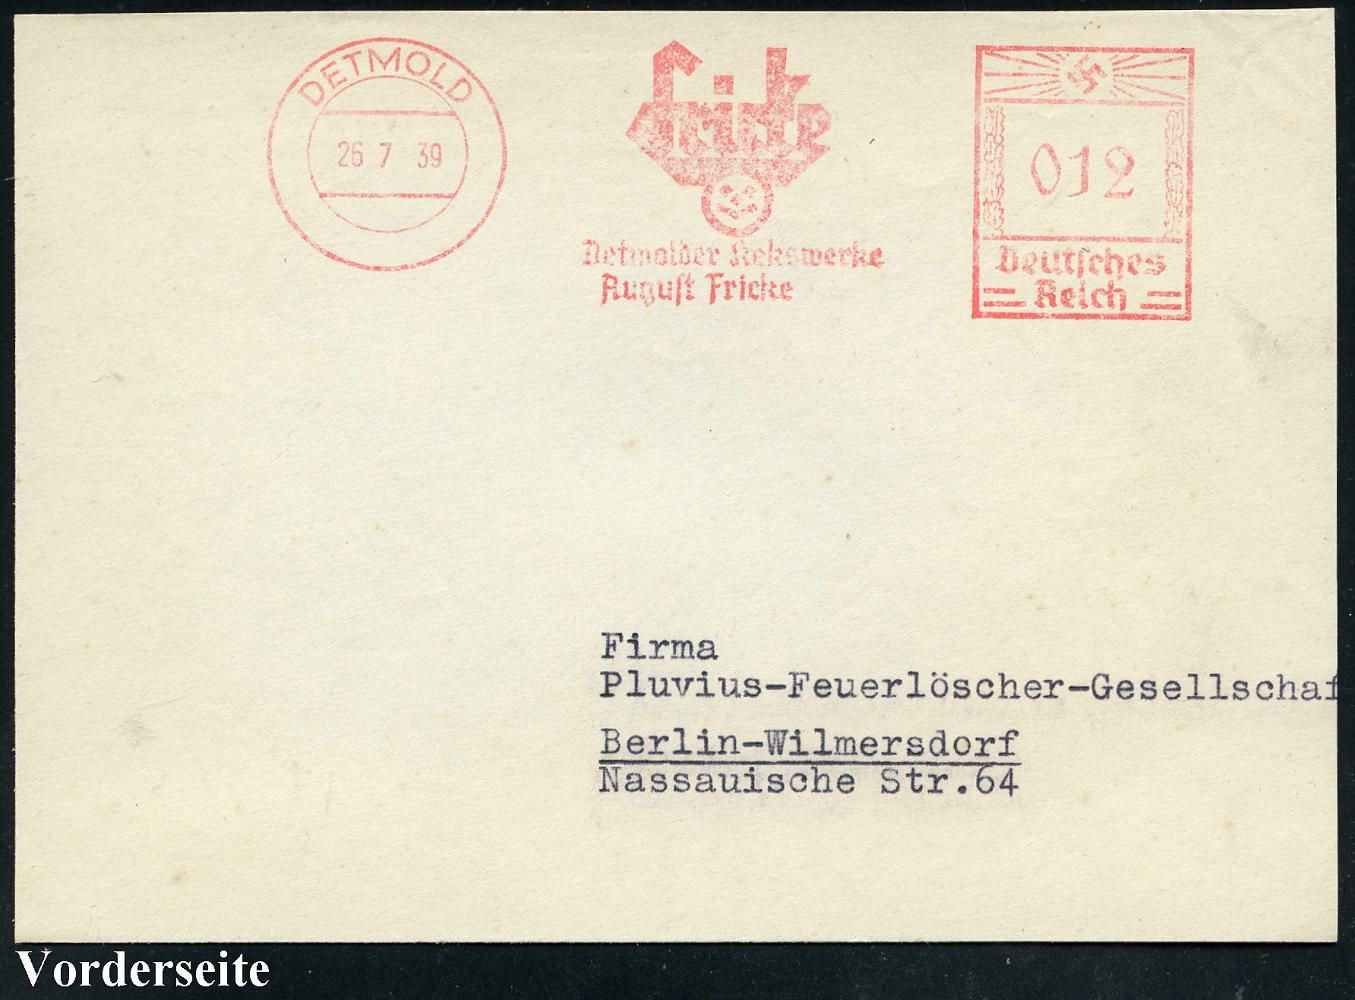 DETMOLD
26 7 39
Fricke
Detmolder Kekswerke
August Fricke
012
Deutsches
Reich
Firma
Pluvius-Feuerlöscher-Gesellschaf
Berlin-Wilmersdorf
Nassauische Str.64
Vorderseite